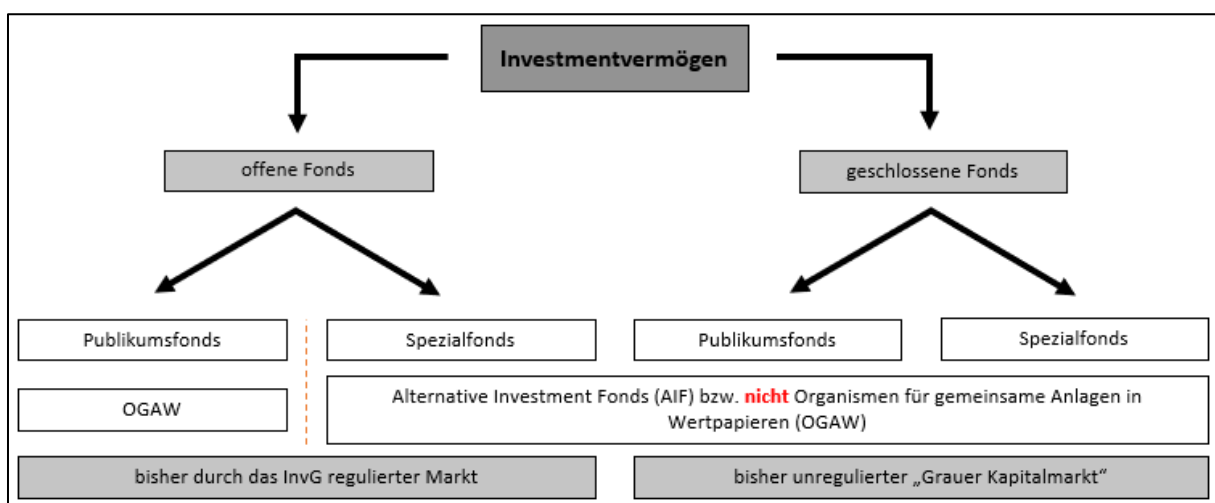 Investmentvermögen
offene Fonds
geschlossene Fonds
Publikumsfonds
Spezialfonds
Publikumsfonds
Spezialfonds
OGAW
Alternative Investment Fonds (AIF) bzw. nicht Organismen für gemeinsame Anlagen in
Wertpapieren (OGAW)
bisher durch das InvG regulierter Markt
bisher unregulierter „Grauer Kapitalmarkt“